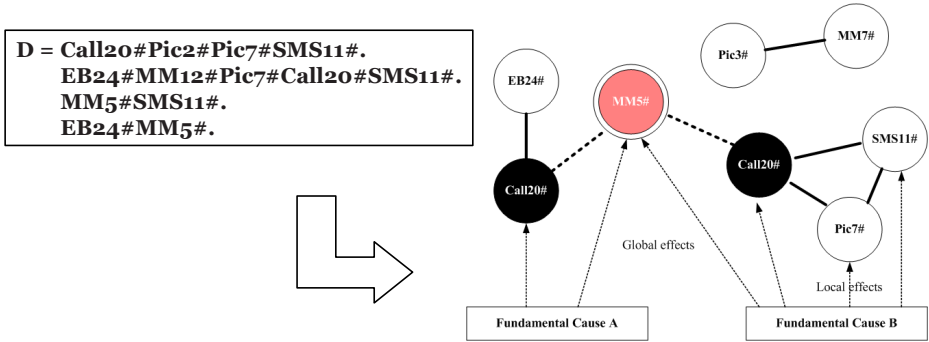 D = Call20#Pic2#Pic7#SMS11#.
EB24#MM12#Pic7#Call20#SMS11#.
MM5#SMS11#.
EB24#MM5#.
Pic3#
MM7#
EB24#
MM5#
SMS11#
Call20#
Call20#
Pic7#
Global effects
Local effects
Fundamental Cause A
Fundamental Cause B